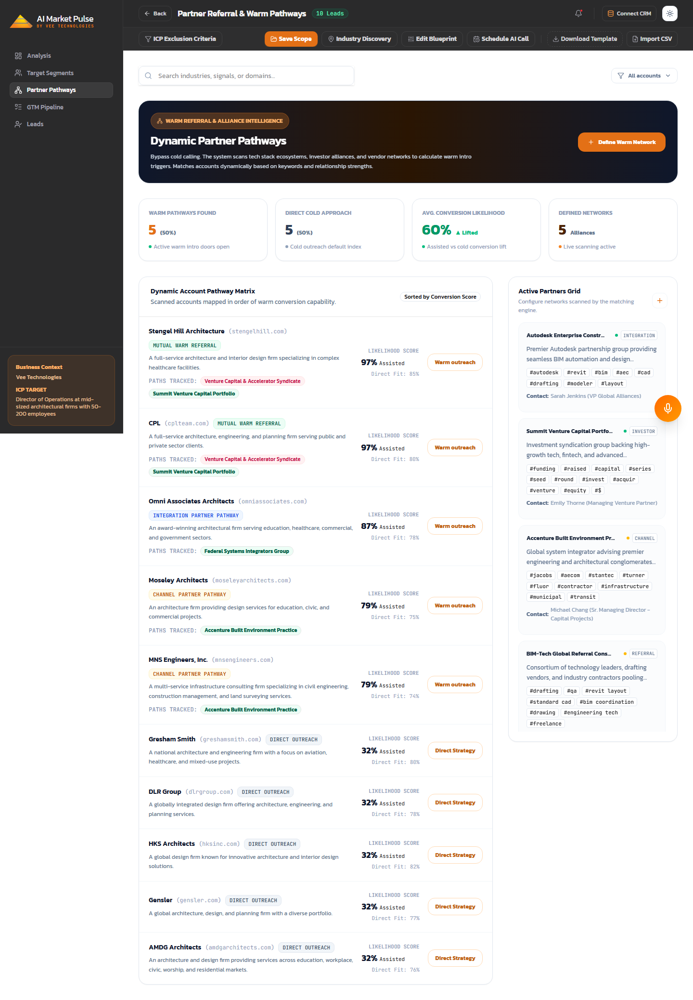 AI Market Pulse
BY VEE TECHNOLOGIES
Analysis
Target Segments
Partner Pathways
GTM Pipeline
Leads
Business Context
Vee Technologies
ICP TARGET
Director of Operations at mid-
sized architectural firms with 50-
200 employees
Back
Partner Referral & Warm Pathways
10 Leads
Connect CRM
ICP Exclusion Criteria
Save Scope
Industry Discovery
Edit Blueprint
Schedule AI Call
Download Template
Import CSV
Search industries, signals, or domains...
All accounts
WARM REFERRAL & ALLIANCE INTELLIGENCE
Dynamic Partner Pathways
Bypass cold calling. The system scans tech stack ecosystems, investor alliances, and vendor networks to calculate warm intro
triggers. Matches accounts dynamically based on keywords and relationship strengths.
Define Warm Network
WARM PATHWAYS FOUND
5 (50%)
Active warm intro doors open
DIRECT COLD APPROACH
5 (50%)
Cold outreach default index
AVG. CONVERSION LIKELIHOOD
60% ▲ Lifted
Assisted vs cold conversion lift
DEFINED NETWORKS
5 Alliances
Live scanning active
Dynamic Account Pathway Matrix
Scanned accounts mapped in order of warm conversion capability.
Sorted by Conversion Score
Stengel Hill Architecture (stengelhill.com)
MUTUAL WARM REFERRAL
A full-service architecture and interior design firm specializing in complex
healthcare facilities.
PATHS TRACKED: Venture Capital & Accelerator Syndicate
Summit Venture Capital Portfolio
LIKELIHOOD SCORE
97% Assisted
Direct Fit: 85%
Warm outreach
CPL (cplteam.com) MUTUAL WARM REFERRAL
A full-service architecture, engineering, and planning firm serving public and
private sector clients.
PATHS TRACKED: Venture Capital & Accelerator Syndicate
Summit Venture Capital Portfolio
LIKELIHOOD SCORE
97% Assisted
Direct Fit: 80%
Warm outreach
Omni Associates Architects (omniassociates.com)
INTEGRATION PARTNER PATHWAY
An award-winning architectural firm serving education, healthcare, commercial,
and government sectors.
PATHS TRACKED: Federal Systems Integrators Group
LIKELIHOOD SCORE
87% Assisted
Direct Fit: 78%
Warm outreach
Moseley Architects (moseleyarchitects.com)
CHANNEL PARTNER PATHWAY
An architecture firm providing design services for education, civic, and
commercial projects.
PATHS TRACKED: Accenture Built Environment Practice
LIKELIHOOD SCORE
79% Assisted
Direct Fit: 75%
Warm outreach
MNS Engineers, Inc. (mnsengineers.com)
CHANNEL PARTNER PATHWAY
A multi-service infrastructure consulting firm specializing in civil engineering,
construction management, and land surveying services.
PATHS TRACKED: Accenture Built Environment Practice
LIKELIHOOD SCORE
79% Assisted
Direct Fit: 74%
Warm outreach
Gresham Smith (greshamsmith.com) DIRECT OUTREACH
A national architecture and engineering firm with a focus on aviation,
healthcare, and mixed-use projects.
LIKELIHOOD SCORE
32% Assisted
Direct Fit: 80%
Direct Strategy
DLR Group (dlrgroup.com) DIRECT OUTREACH
A globally integrated design firm offering architecture, engineering, and
planning services.
LIKELIHOOD SCORE
32% Assisted
Direct Fit: 78%
Direct Strategy
HKS Architects (hksinc.com) DIRECT OUTREACH
A global design firm known for innovative architecture and interior design
solutions.
LIKELIHOOD SCORE
32% Assisted
Direct Fit: 82%
Direct Strategy
Gensler (gensler.com) DIRECT OUTREACH
A global architecture, design, and planning firm with a diverse portfolio.
LIKELIHOOD SCORE
32% Assisted
Direct Fit: 77%
Direct Strategy
AMDG Architects (amdgarchitects.com) DIRECT OUTREACH
An architecture and design firm providing services across education, workplace,
civic, worship, and residential markets.
LIKELIHOOD SCORE
32% Assisted
Direct Fit: 76%
Direct Strategy
Active Partners Grid
Configure networks scanned by the matching
engine.
Autodesk Enterprise Constr... INTEGRATION
Premier Autodesk partnership group providing
seamless BIM automation and design...
#autodesk #revit #bim #aec #cad
#drafting #modeler #layout
Contact: Sarah Jenkins (VP Global Alliances)
Summit Venture Capital Portfo... INVESTOR
Investment syndication group backing high-
growth tech, fintech, and advanced...
#funding #raised #capital #series
#seed #round #invest #acquir
#venture #equity #$
Contact: Emily Thorne (Managing Venture Partner)
Accenture Built Environment Pr... CHANNEL
Global system integrator advising premier
engineering and architectural conglomerates...
#jacobs #aecom #stantec #turner
#fluor #contractor #infrastructure
#municipal #transit
Contact: Michael Chang (Sr. Managing Director -
Capital Projects)
BIM-Tech Global Referral Cons... REFERRAL
Consortium of technology leaders, drafting
vendors, and industry contractors pooling...
#drafting #qa #revit layout
#standard cad #bim coordination
#drawing #engineering tech
#freelance